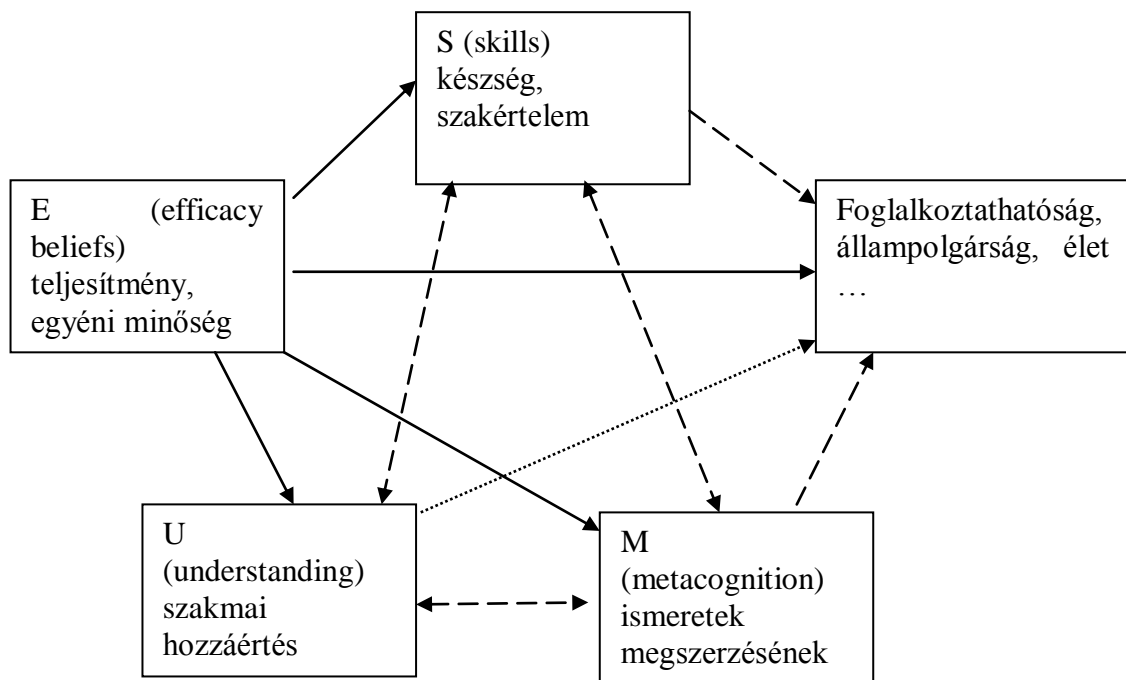 S (skills)
készség,
szakértelem
E (efficacy
beliefs)
teljesítmény,
egyéni minőség
Foglalkoztathatóság,
állampolgárság, élet
…
U
(understanding)
szakmai
hozzáértés
M
(metacognition)
ismeretek
megszerzésének